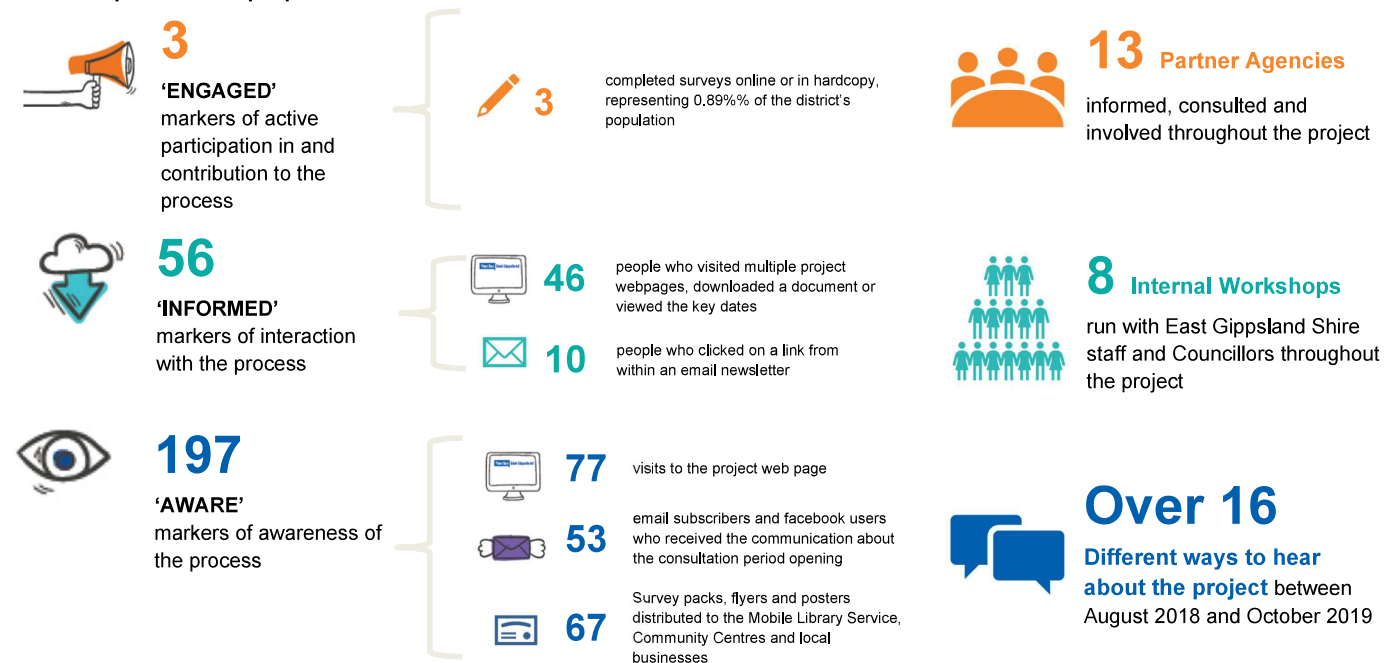 3
‘ENGAGED’
markers of active
participation in and
contribution to the
process
3
completed surveys online or in hardcopy,
representing 0.89%% of the district’s
population
13 Partner Agencies
informed, consulted and
involved throughout the project
56
‘INFORMED’
markers of interaction
with the process
46
people who visited multiple project
webpages, downloaded a document or
viewed the key dates
10
people who clicked on a link from
within an email newsletter
8 Internal Workshops
run with East Gippsland Shire
staff and Councillors throughout
the project
197
‘AWARE’
markers of awareness of
the process
77
visits to the project web page
53
email subscribers and facebook users
who received the communication about
the consultation period opening
67
Survey packs, flyers and posters
distributed to the Mobile Library Service,
Community Centres and local
businesses
Over 16
Different ways to hear
about the project between
August 2018 and October 2019